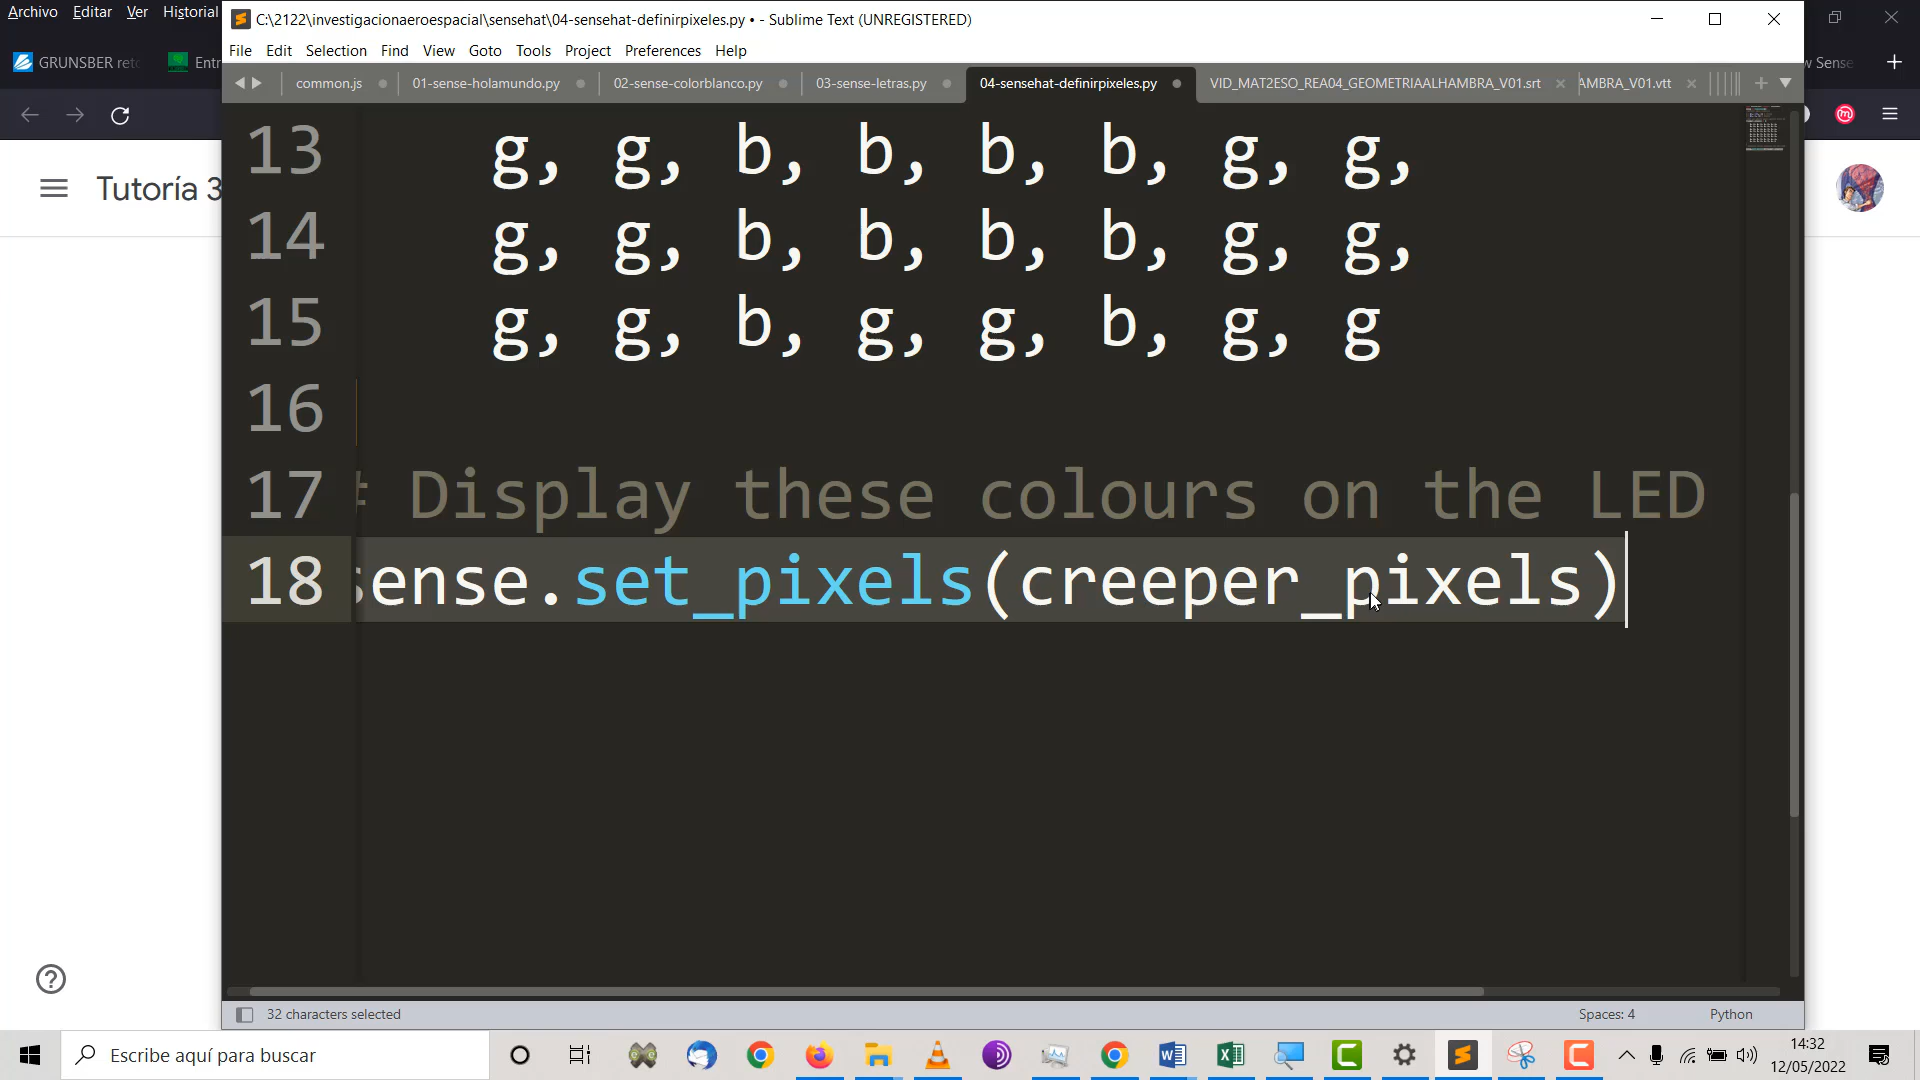 Archivo Editar Ver Historial
C:\2122\investigacionaeroespacial\sensehat\04-sensehat-definirpixeles.py • - Sublime Text (UNREGISTERED)
File Edit Selection Find View Goto Tools Project Preferences Help
GRUNSBER
Entr
w Sense
common.js 01-sense-holamundo.py 02-sense-colorblanco.py 03-sense-letras.py 04-sensehat-definirpixeles.py VID_MAT2ESO_REA04_GEOMETRIAALHAMBRA_V01.srt AMBRA_V01.vtt
Tutoría 3
13 g, g, b, b, b, b, g, g,
14 g, g, b, b, b, b, g, g,
15 g, g, b, g, g, b, g, g
16
17 # Display these colours on the LED
18 sense.set_pixels(creeper_pixels)
32 characters selected Spaces: 4 Python
Escribe aquí para buscar
14:32
12/05/2022